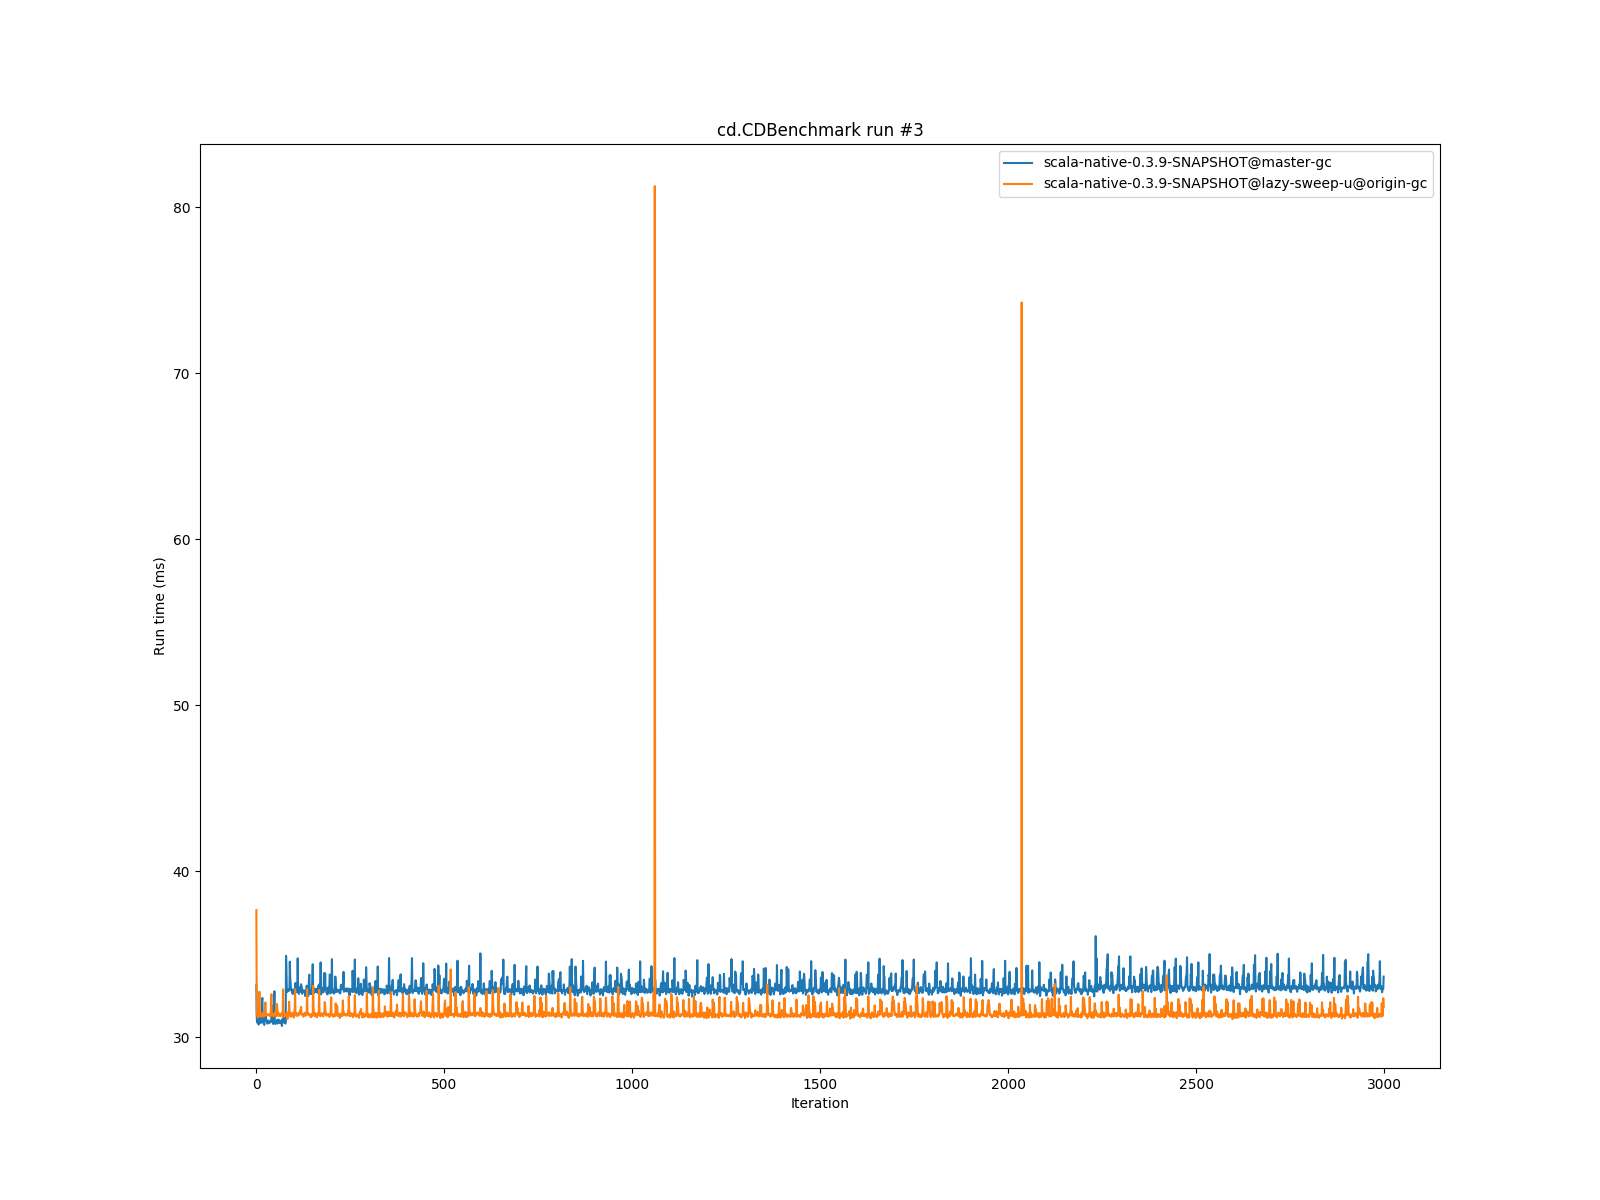 cd.CDBenchmark run #3
scala-native-0.3.9-SNAPSHOT@master-gc
scala-native-0.3.9-SNAPSHOT@lazy-sweep-u@origin-gc
80
70
60
50
40
30
Run time (ms)
0 500 1000 1500 2000 2500 3000
Iteration